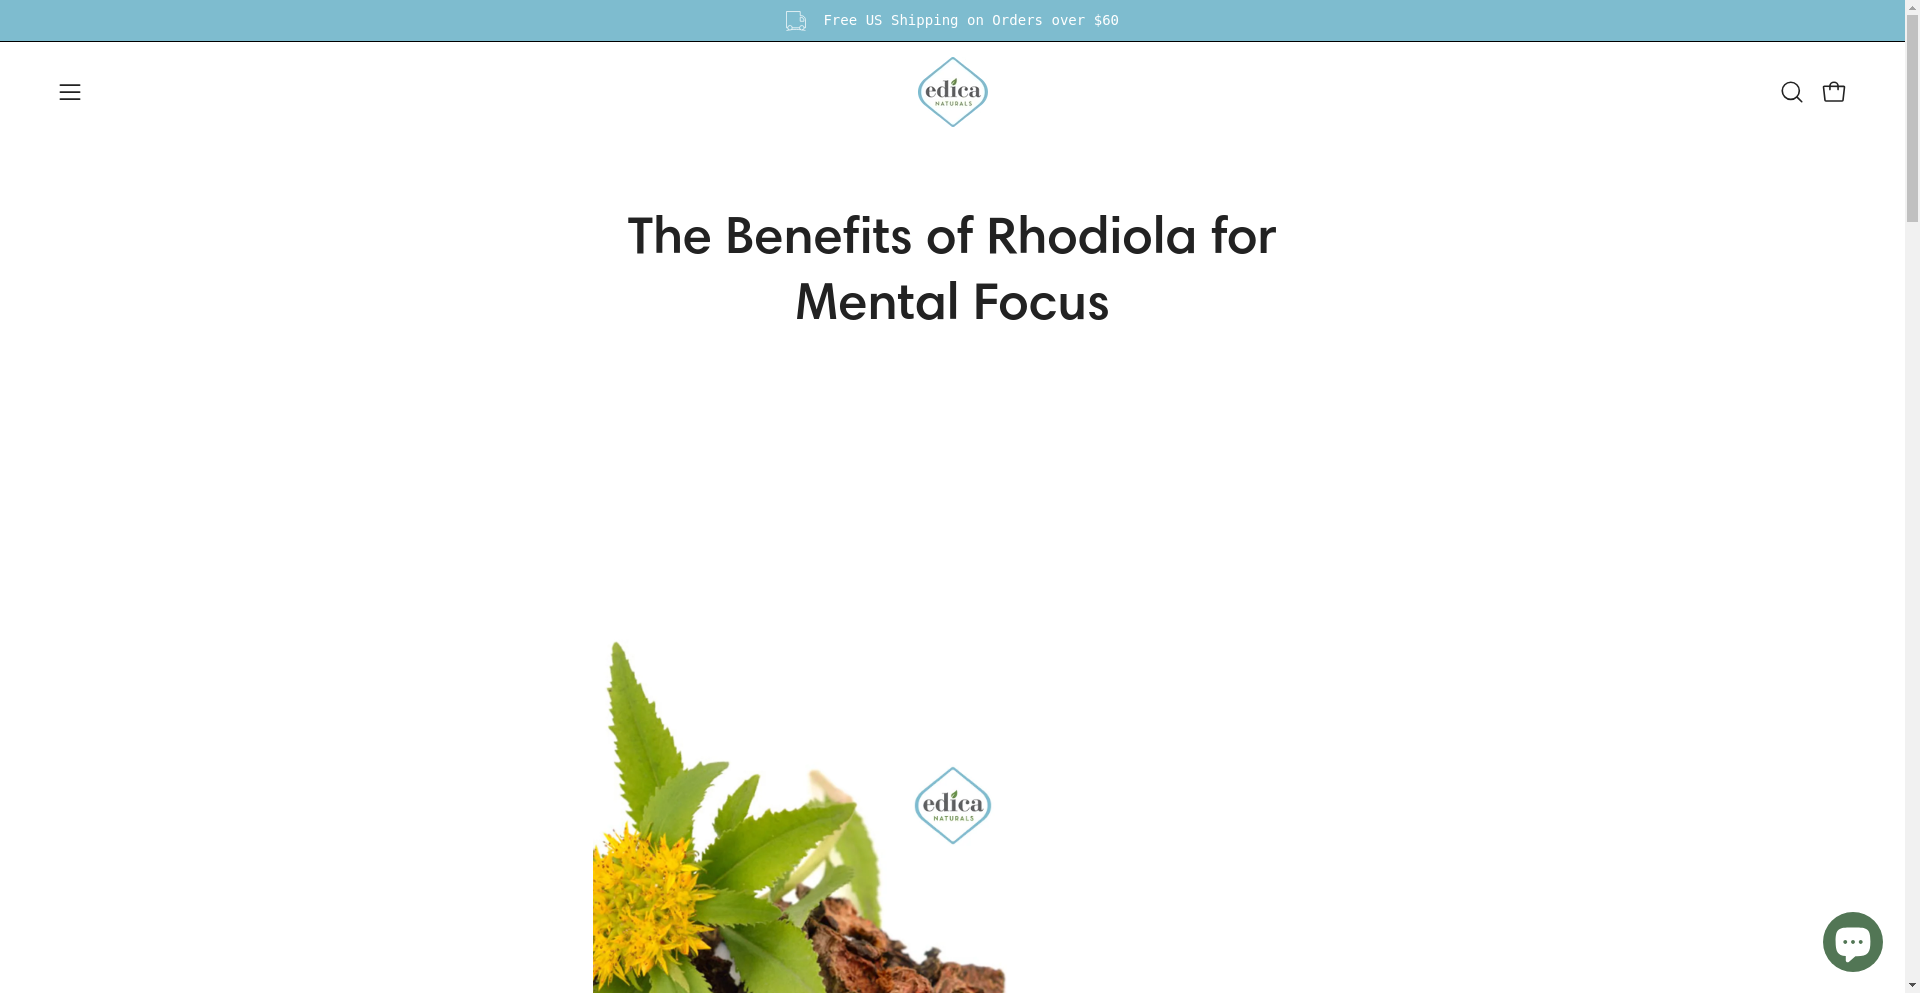 Free US Shipping on Orders over $60
edica
NATURALS
The Benefits of Rhodiola for
Mental Focus
edica
NATURALS